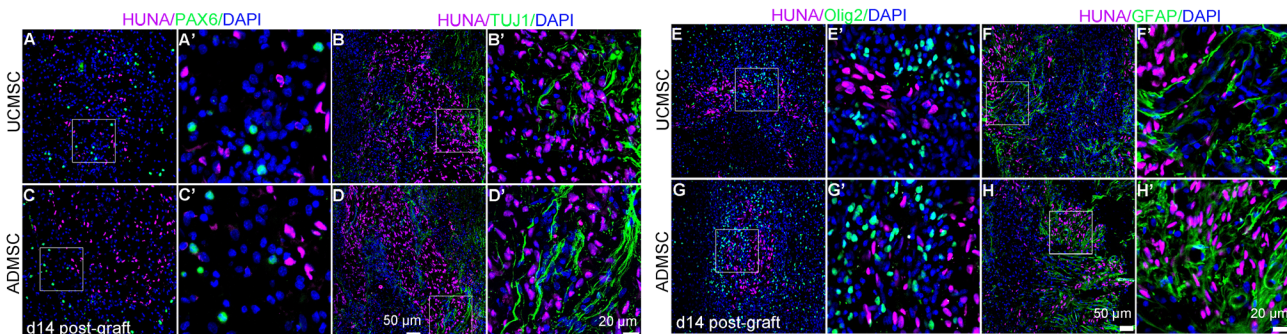 HUNA/PAX6/DAPI
HUNA/TUJ1/DAPI
HUNA/Olig2/DAPI
HUNA/GFAP/DAPI
UCMSC
A
A'
B
B'
UCMSC
E
E'
F
F'
ADMSC
C
C'
D
D'
ADMSC
G
G'
H
H'
d14 post-graft
50 µm
20 µm
d14 post-graft
50 µm
20 µm